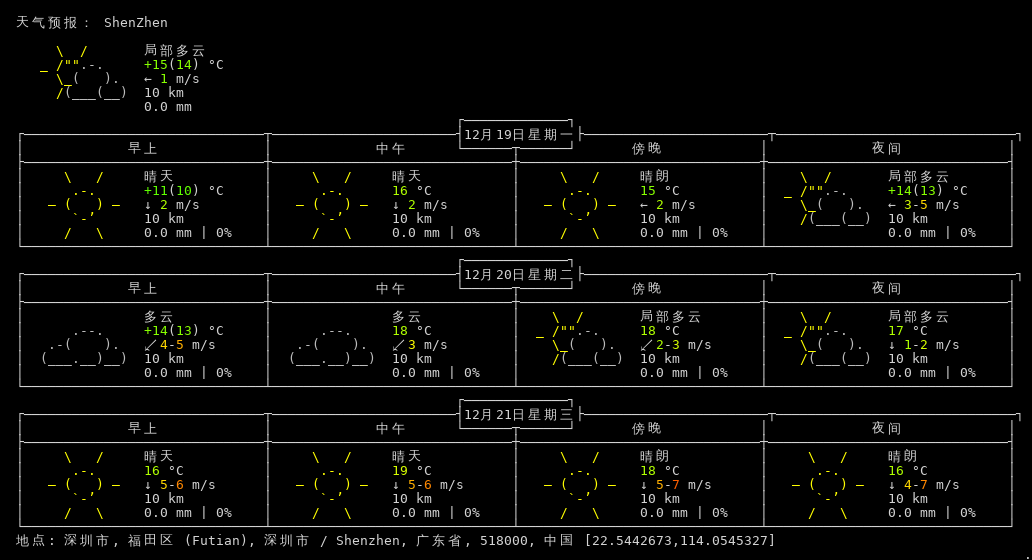 天气预报： ShenZhen
局部多云
+15(14) °C
← 1 m/s
10 km
0.0 mm
12月19日星期一
早上 中午 傍晚 夜间
晴天 晴天 晴朗 局部多云
+11(10) °C 16 °C 15 °C +14(13) °C
↓ 2 m/s ↓ 2 m/s ← 2 m/s ← 3-5 m/s
10 km 10 km 10 km 10 km
0.0 mm | 0% 0.0 mm | 0% 0.0 mm | 0% 0.0 mm | 0%
12月20日星期二
早上 中午 傍晚 夜间
多云 多云 局部多云 局部多云
+14(13) °C 18 °C 18 °C 17 °C
↙ 4-5 m/s ↙ 3 m/s ↙ 2-3 m/s ↓ 1-2 m/s
10 km 10 km 10 km 10 km
0.0 mm | 0% 0.0 mm | 0% 0.0 mm | 0% 0.0 mm | 0%
12月21日星期三
早上 中午 傍晚 夜间
晴天 晴天 晴朗 晴朗
16 °C 19 °C 18 °C 16 °C
↓ 5-6 m/s ↓ 5-6 m/s ↓ 5-7 m/s ↓ 4-7 m/s
10 km 10 km 10 km 10 km
0.0 mm | 0% 0.0 mm | 0% 0.0 mm | 0% 0.0 mm | 0%
地点: 深圳市, 福田区 (Futian), 深圳市 / Shenzhen, 广东省, 518000, 中国 [22.5442673,114.0545327]